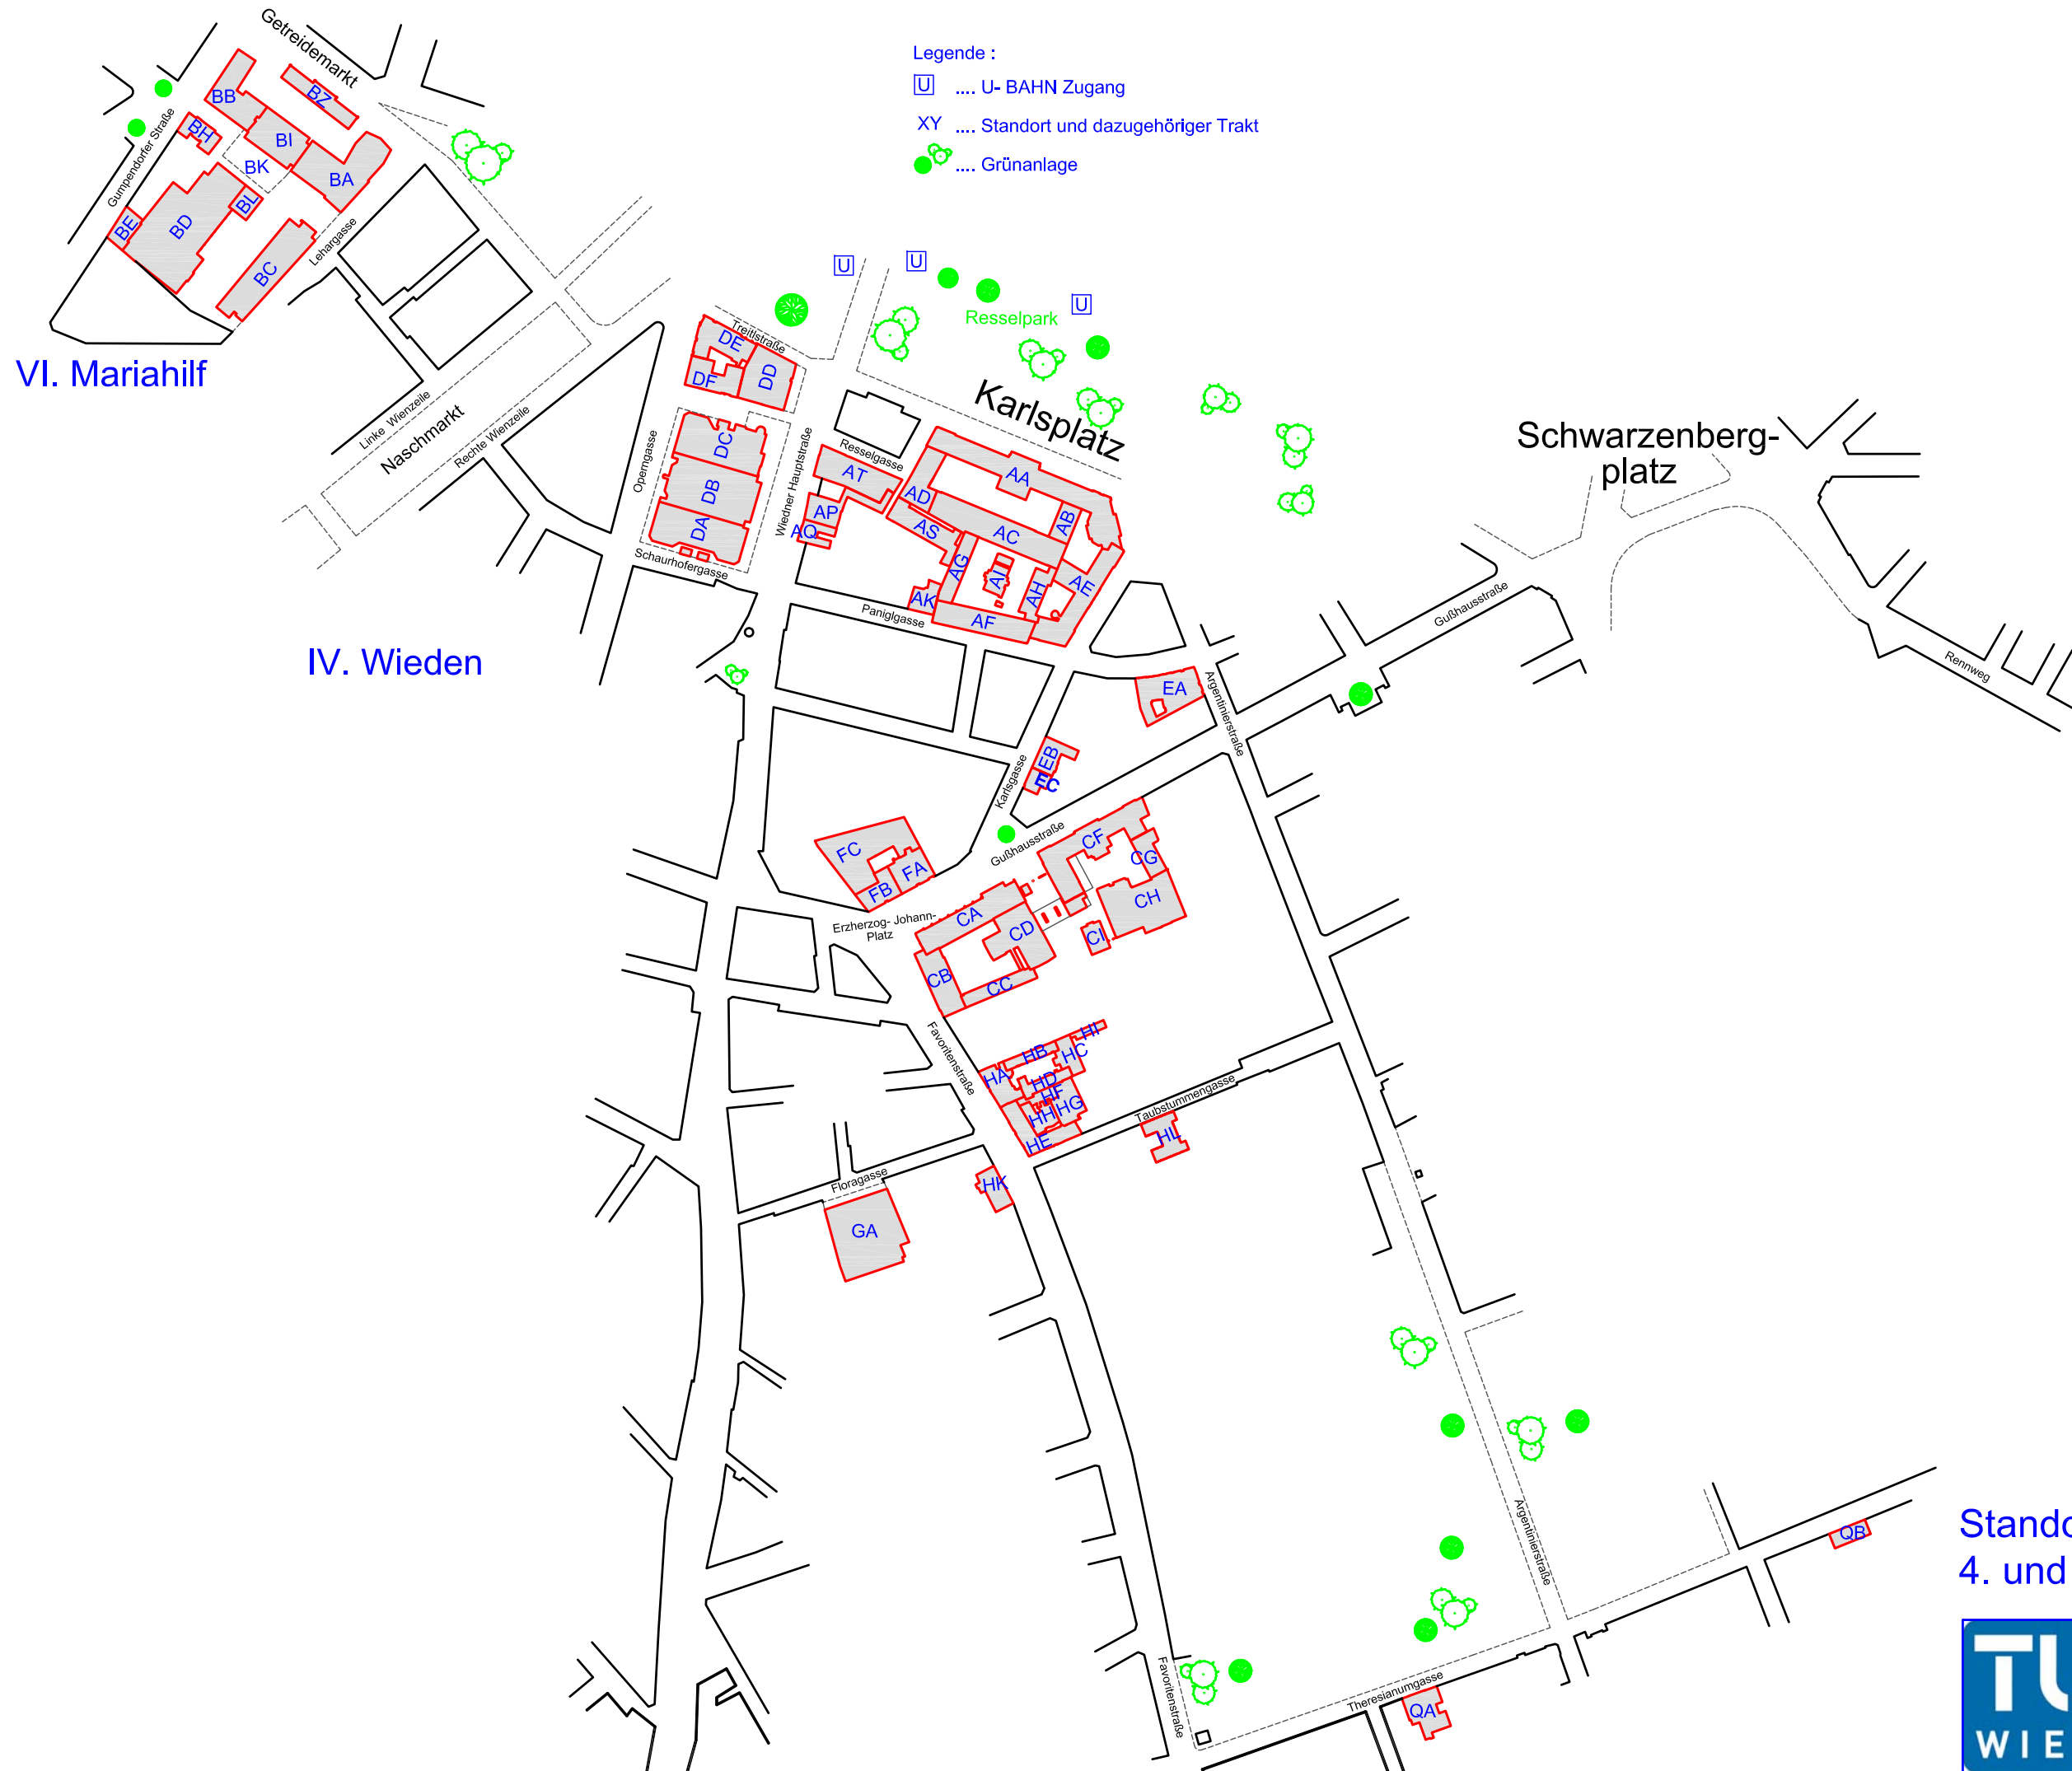 Legende :
U .... U- BAHN Zugang
XY .... Standort und dazugehöriger Trakt
.... Grünanlage
Getreidemarkt
BB
BZ
BH
BI
BK
BA
Gumpendorfer Straße
BL
BE
BD
BC
Lehargasse
VI. Mariahilf
U
U
U
Resselpark
Treitlstraße
DE
DF
DD
Karlsplatz
Linke Wienzeile
Naschmarkt
Rechte Wienzeile
Operngasse
DC
DB
DA
Wiedner Hauptstraße
Schaurhofergasse
Resselgasse
AT
AA
AD
AP
AQ
AS
AC
AB
AG
AI
AH
AE
AK
AF
Paniglgasse
Schwarzenberg-
platz
Gußhausstraße
Rennweg
IV. Wieden
EA
Argentinierstraße
EB
EC
Karlsgasse
Gußhausstraße
FC
FA
FB
CF
CG
CH
CA
CD
CI
CB
CC
Erzherzog- Johann-
Platz
Favoritenstraße
HI
HB
HC
HA
HD
HF
HG
HH
HE
Taubstummengasse
HL
HK
Floragasse
GA
Argentinierstraße
QB
Favoritenstraße
Theresianumgasse
QA
4. und
TU